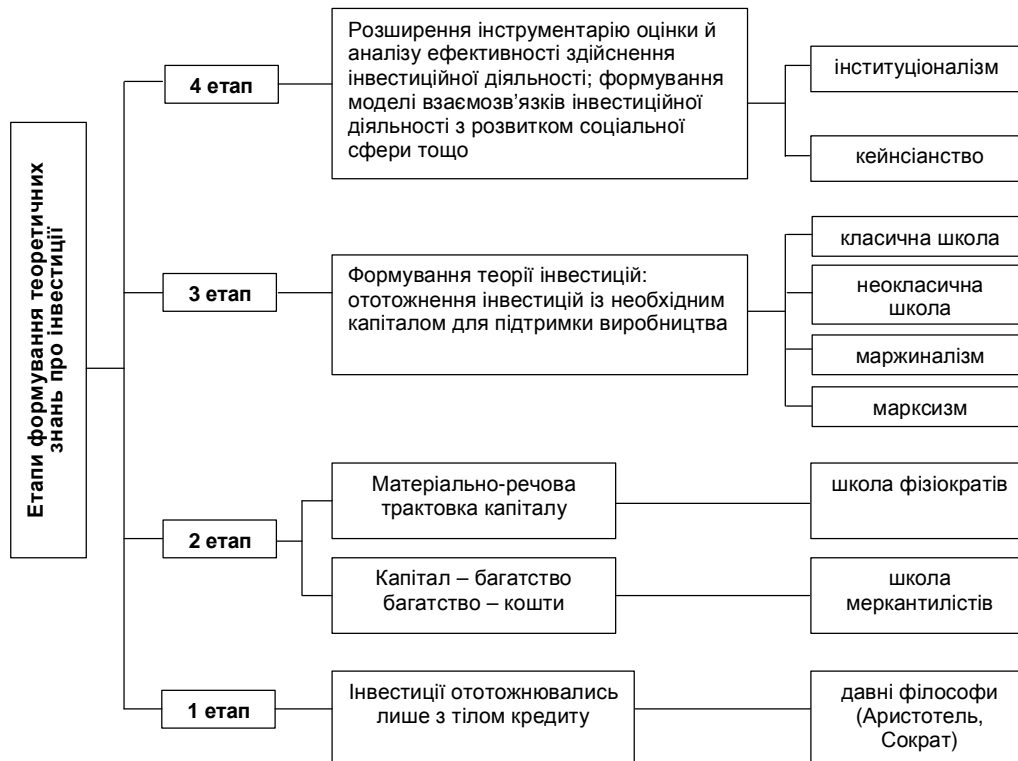 Етапи формування теоретичних
знань про інвестиції
4 етап
Розширення інструментарію оцінки й
аналізу ефективності здійснення
інвестиційної діяльності; формування
моделі взаємозв’язків інвестиційної
діяльності з розвитком соціальної
сфери тощо
інституціоналізм
кейнсіанство
3 етап
Формування теорії інвестицій:
ототожнення інвестицій із необхідним
капіталом для підтримки виробництва
класична школа
неокласична
школа
маржиналізм
марксизм
2 етап
Матеріально-речова
трактовка капіталу
школа фізіократів
Капітал – багатство
багатство – кошти
школа
меркантилістів
1 етап
Інвестиції ототожнювались
лише з тілом кредиту
давні філософи
(Аристотель,
Сократ)